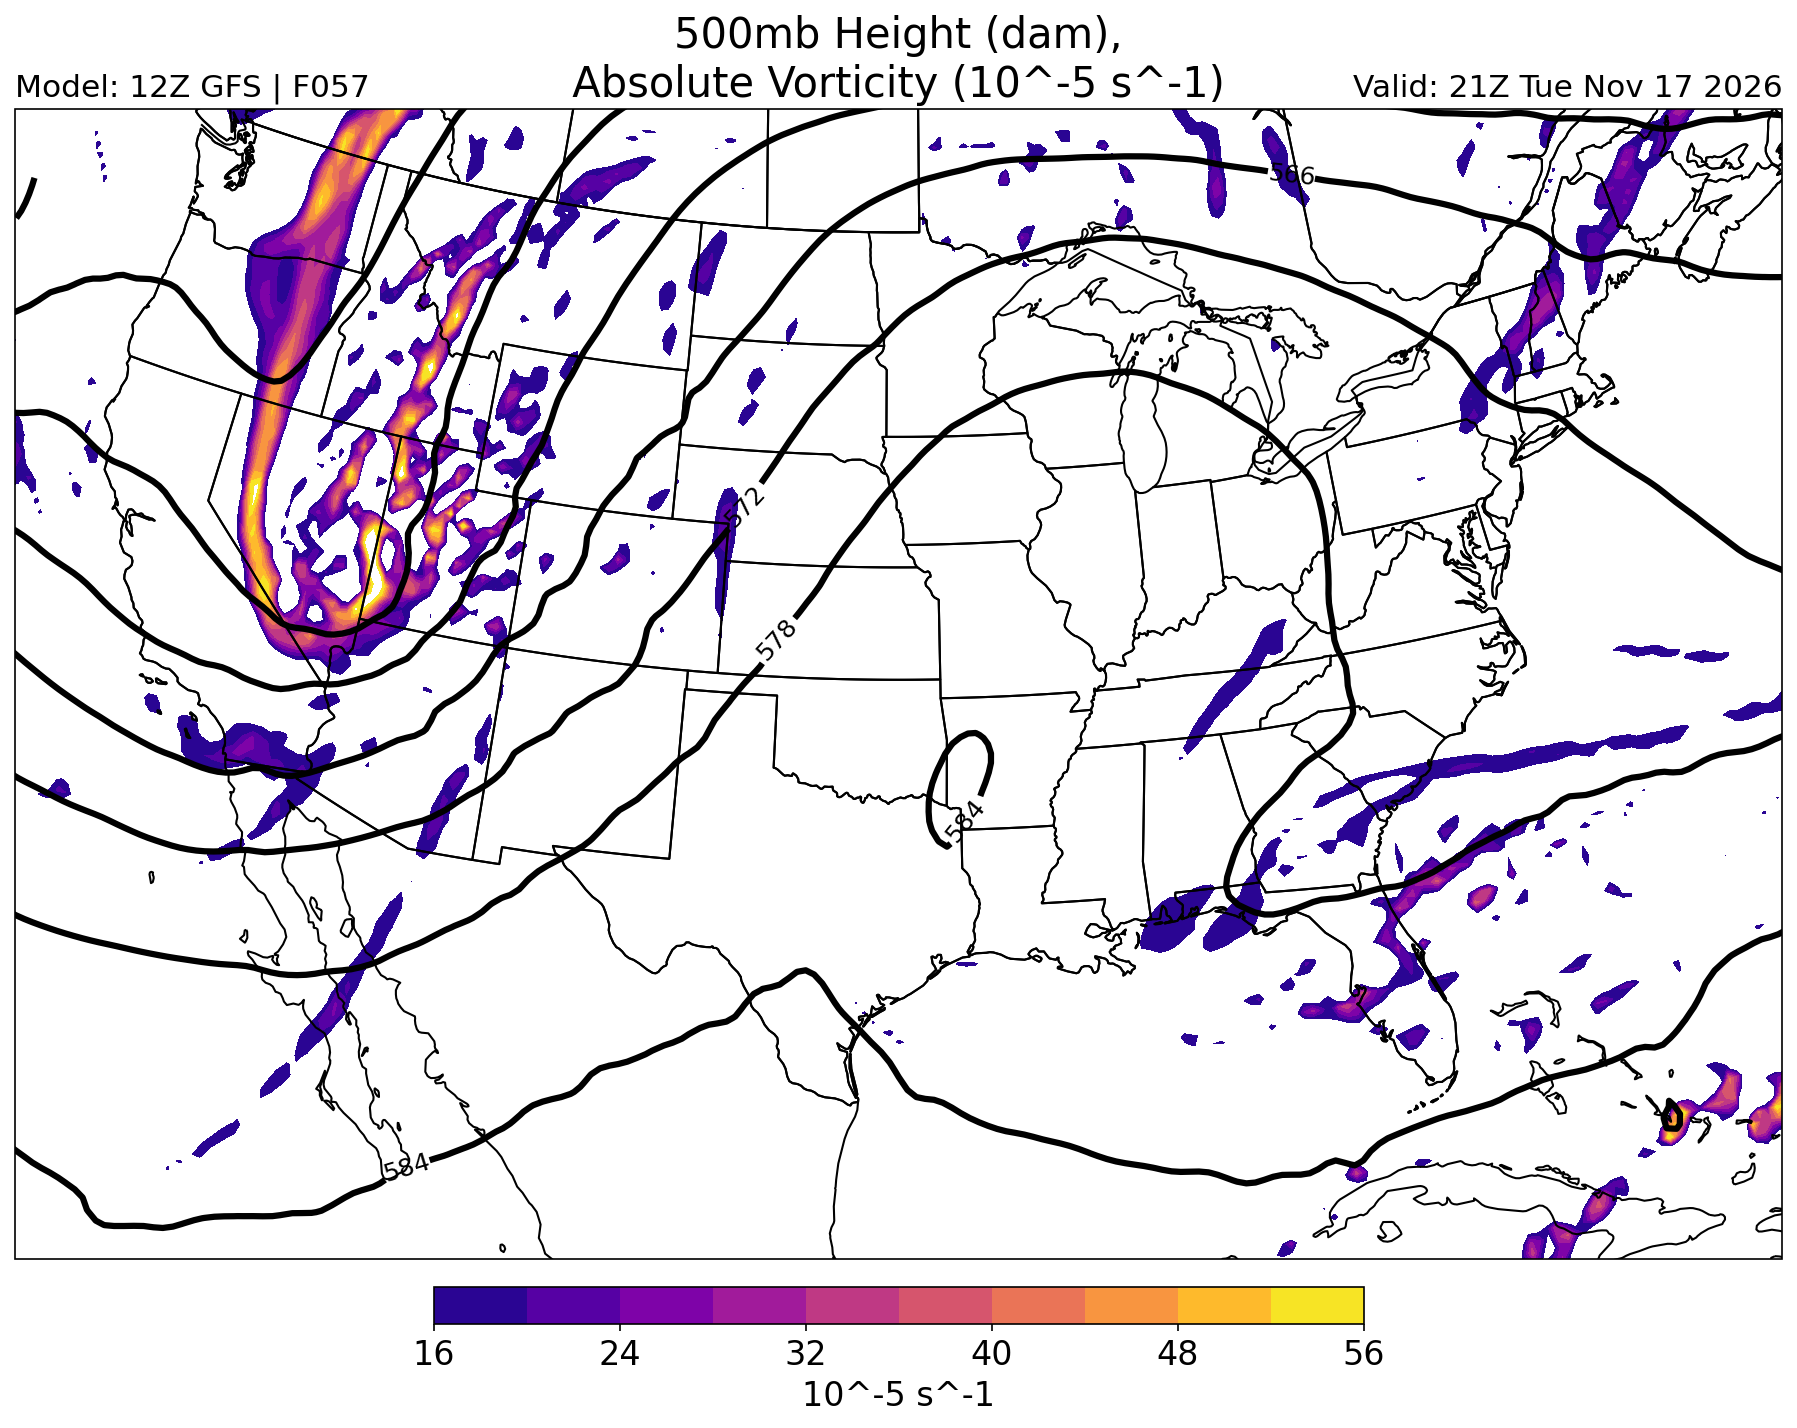 500mb Height (dam),
Model: 12Z GFS | F057
Absolute Vorticity (10^-5 s^-1)
Valid: 21Z Tue Nov 17 2026
566
572
578
584
584
16 24 32 40 48 56
10^-5 s^-1